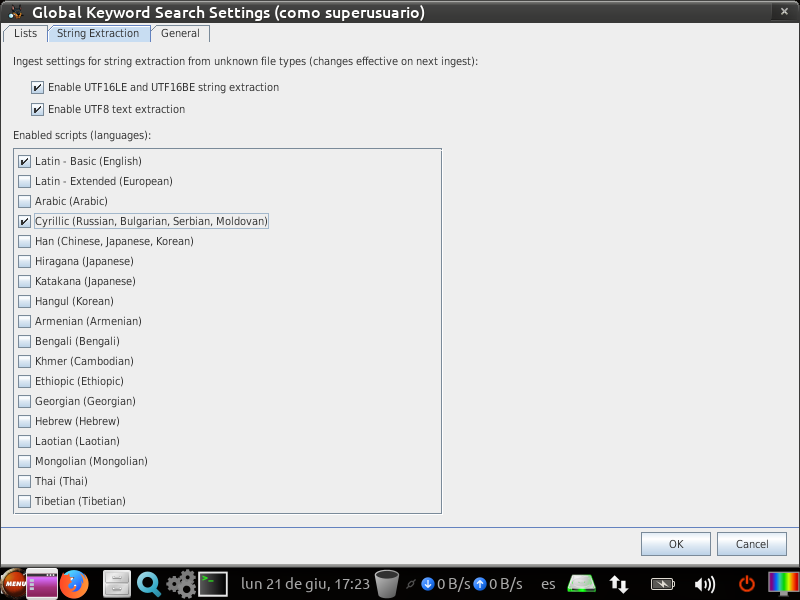 Global Keyword Search Settings (como superusuario)
Lists
String Extraction
General
Ingest settings for string extraction from unknown file types (changes effective on next ingest):
Enable UTF16LE and UTF16BE string extraction
Enable UTF8 text extraction
Enabled scripts (languages):
Latin - Basic (English)
Latin - Extended (European)
Arabic (Arabic)
Cyrillic (Russian, Bulgarian, Serbian, Moldovan)
Han (Chinese, Japanese, Korean)
Hiragana (Japanese)
Katakana (Japanese)
Hangul (Korean)
Armenian (Armenian)
Bengali (Bengali)
Khmer (Cambodian)
Ethiopic (Ethiopic)
Georgian (Georgian)
Hebrew (Hebrew)
Laotian (Laotian)
Mongolian (Mongolian)
Thai (Thai)
Tibetian (Tibetian)
OK
Cancel
MENU
lun 21 de giu, 17:23
0 B/s
0 B/s
es